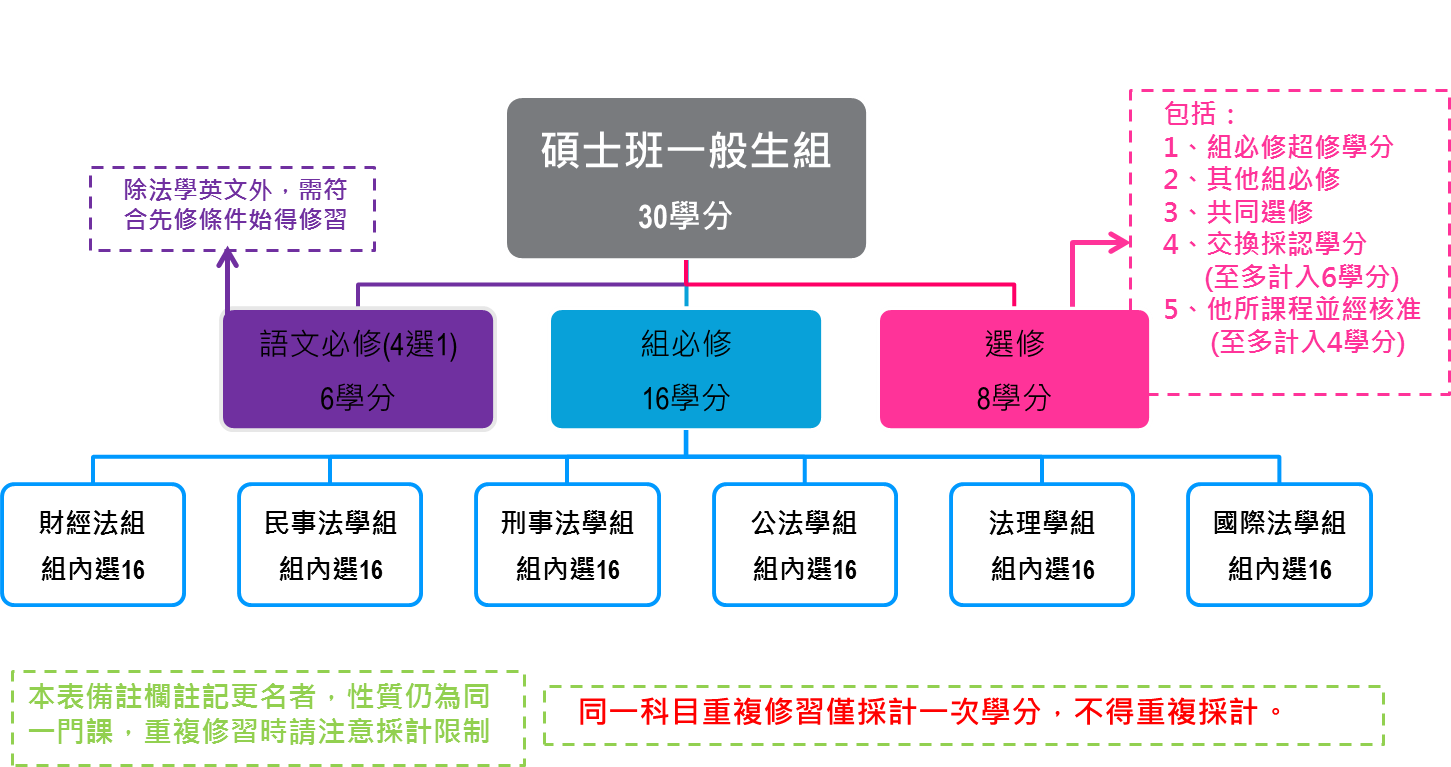 碩士班一般生組
30學分
除法學英文外，需符
合先修條件始得修習
包括：
1、組必修超修學分
2、其他組必修
3、共同選修
4、交換採認學分
(至多計入6學分)
5、他所課程並經核准
(至多計入4學分)
語文必修(4選1)
6學分
組必修
16學分
選修
8學分
財經法組
組內選16
民事法學組
組內選16
刑事法學組
組內選16
公法學組
組內選16
法理學組
組內選16
國際法學組
組內選16
本表備註欄註記更名者，性質仍為同
一門課，重複修習時請注意採計限制
同一科目重複修習僅採計一次學分，不得重複採計。